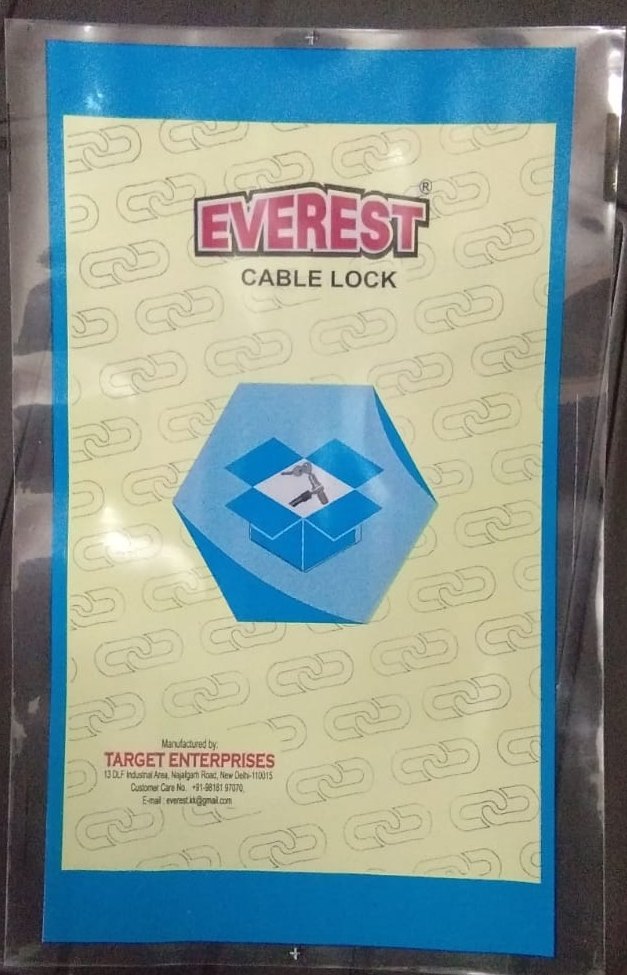 EVEREST®
CABLE LOCK
Manufactured by:
TARGET ENTERPRISES
13 DLF Industrial Area, Najafgarh Road, New Delhi-110015
Customer Care No. +91-98181 97070,
E-mail : everest.kk@gmail.com